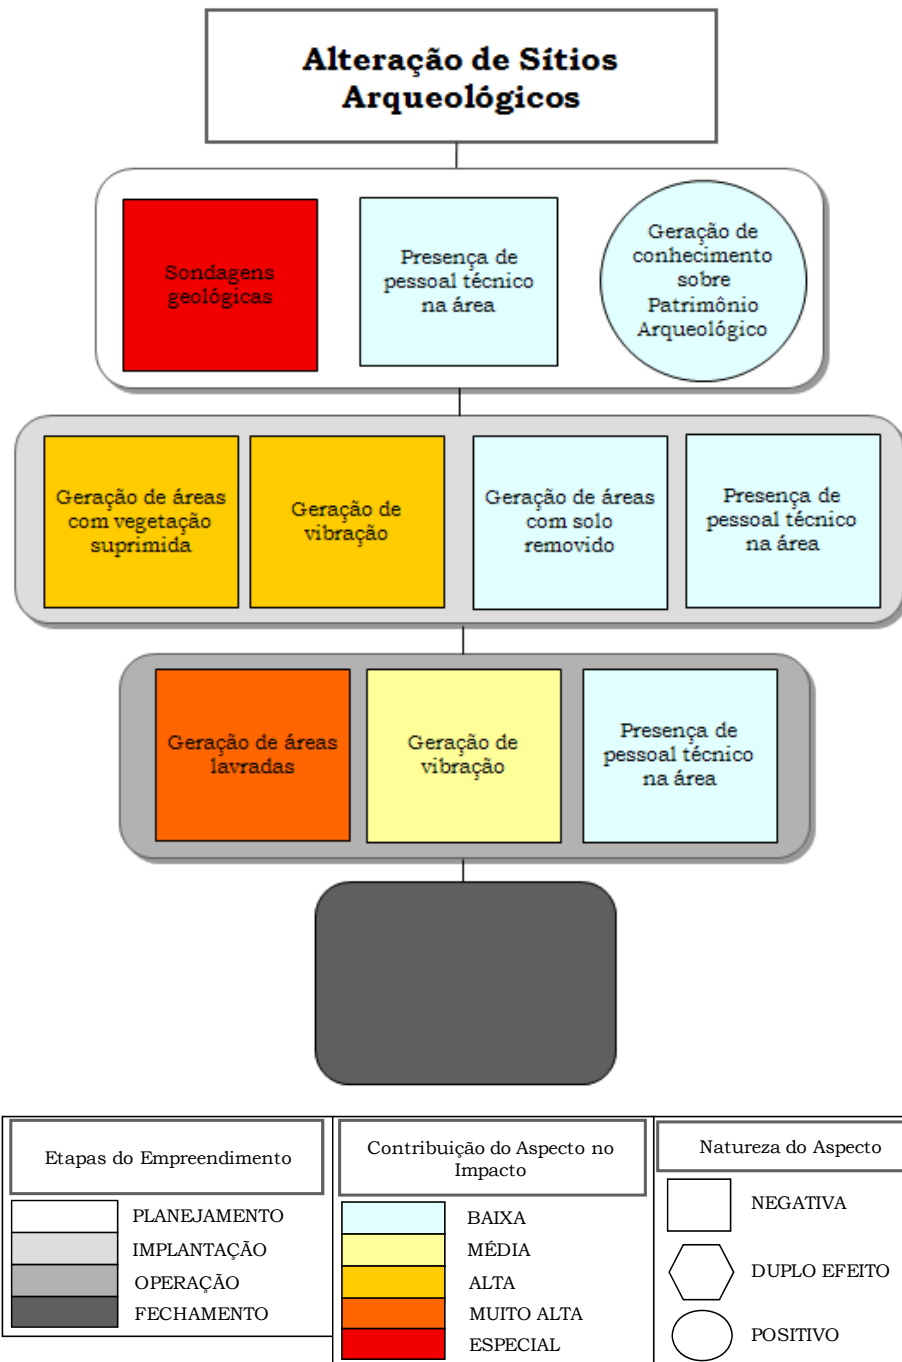 Alteração de Sítios
Arqueológicos
Sondagens
geológicas
Presença de
pessoal técnico
na área
Geração de
conhecimento
sobre
Patrimônio
Arqueológico
Geração de áreas
com vegetação
suprimida
Geração de
vibração
Geração de áreas
com solo
removido
Presença de
pessoal técnico
na área
Geração de áreas
lavradas
Geração de
vibração
Presença de
pessoal técnico
na área
Etapas do Empreendimento
PLANEJAMENTO
IMPLANTAÇÃO
OPERAÇÃO
FECHAMENTO
Contribuição do Aspecto no
Impacto
BAIXA
MÉDIA
ALTA
MUITO ALTA
ESPECIAL
Natureza do Aspecto
NEGATIVA
DUPLO EFEITO
POSITIVO